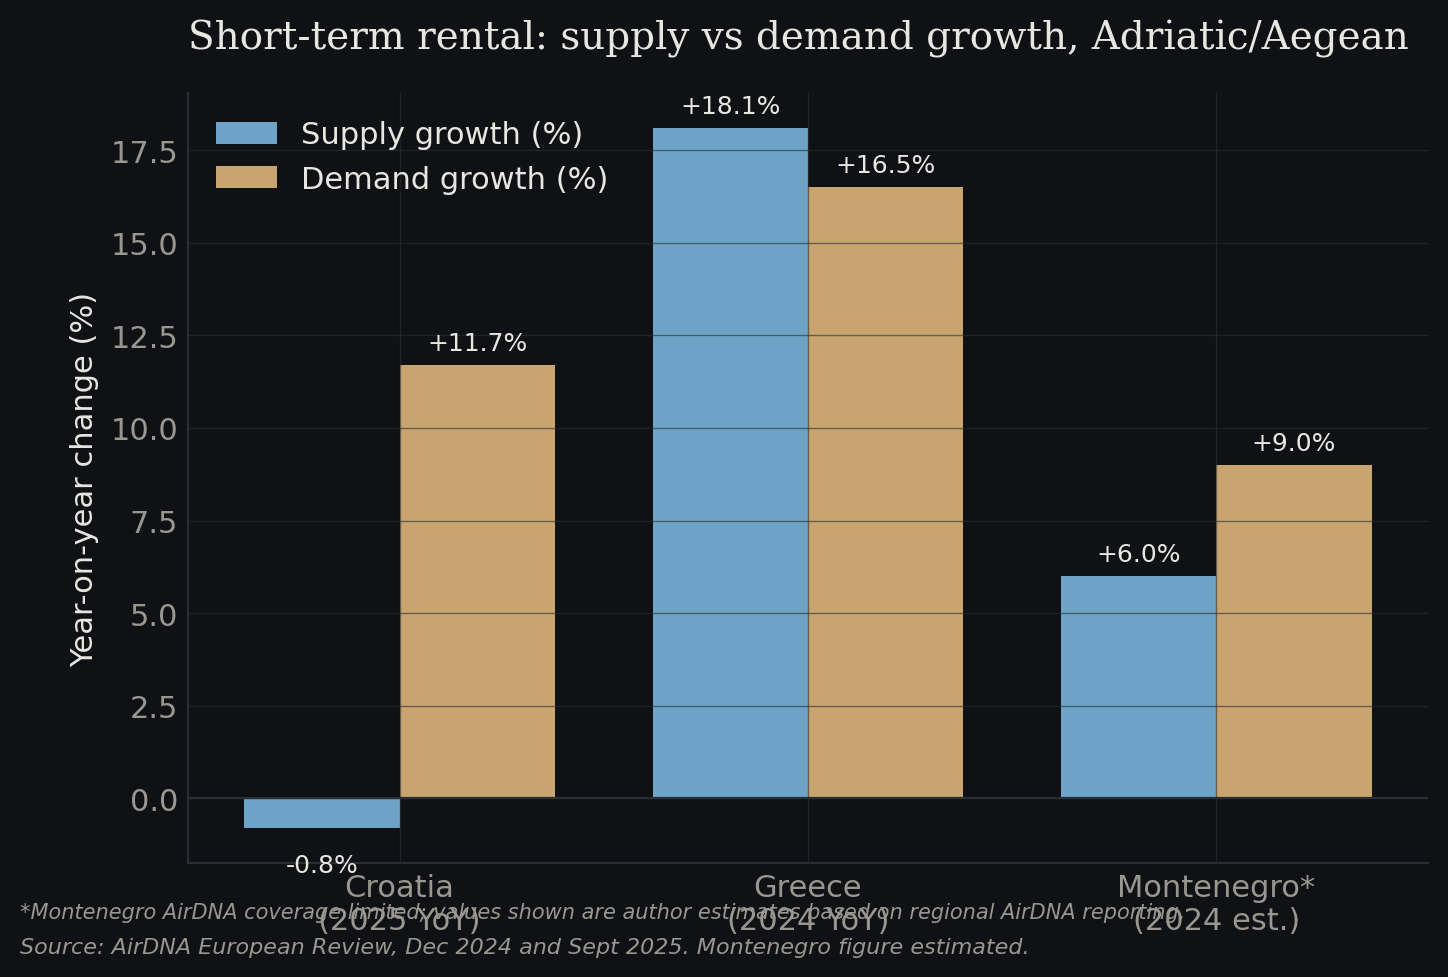 Short-term rental: supply vs demand growth, Adriatic/Aegean
Supply growth (%)
Demand growth (%)
Year-on-year change (%)
17.5
15.0
12.5
10.0
7.5
5.0
2.5
0.0
-0.8%
+11.7%
+18.1%
+16.5%
+6.0%
+9.0%
Croatia
(2025 YoY)
Greece
(2024 YoY)
Montenegro*
(2024 est.)
*Montenegro AirDNA coverage limited; values shown are author estimates based on regional AirDNA reporting.
Source: AirDNA European Review, Dec 2024 and Sept 2025. Montenegro figure estimated.